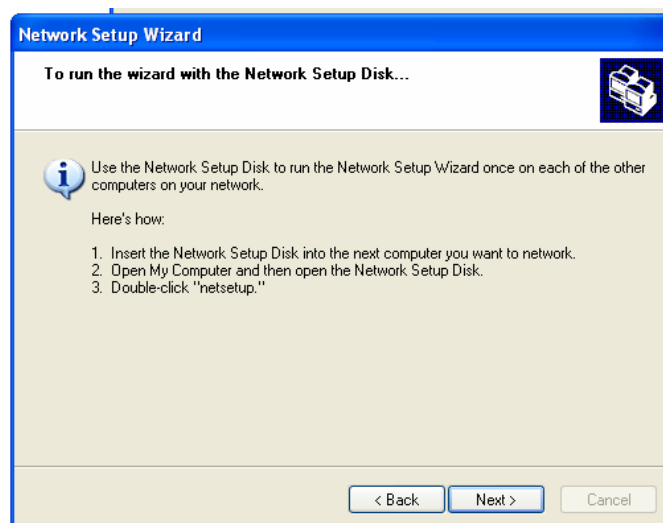 Network Setup Wizard
To run the wizard with the Network Setup Disk...
Use the Network Setup Disk to run the Network Setup Wizard once on each of the other
computers on your network.
Here's how:
1. Insert the Network Setup Disk into the next computer you want to network.
2. Open My Computer and then open the Network Setup Disk.
3. Double-click "netsetup."
< Back Next > Cancel